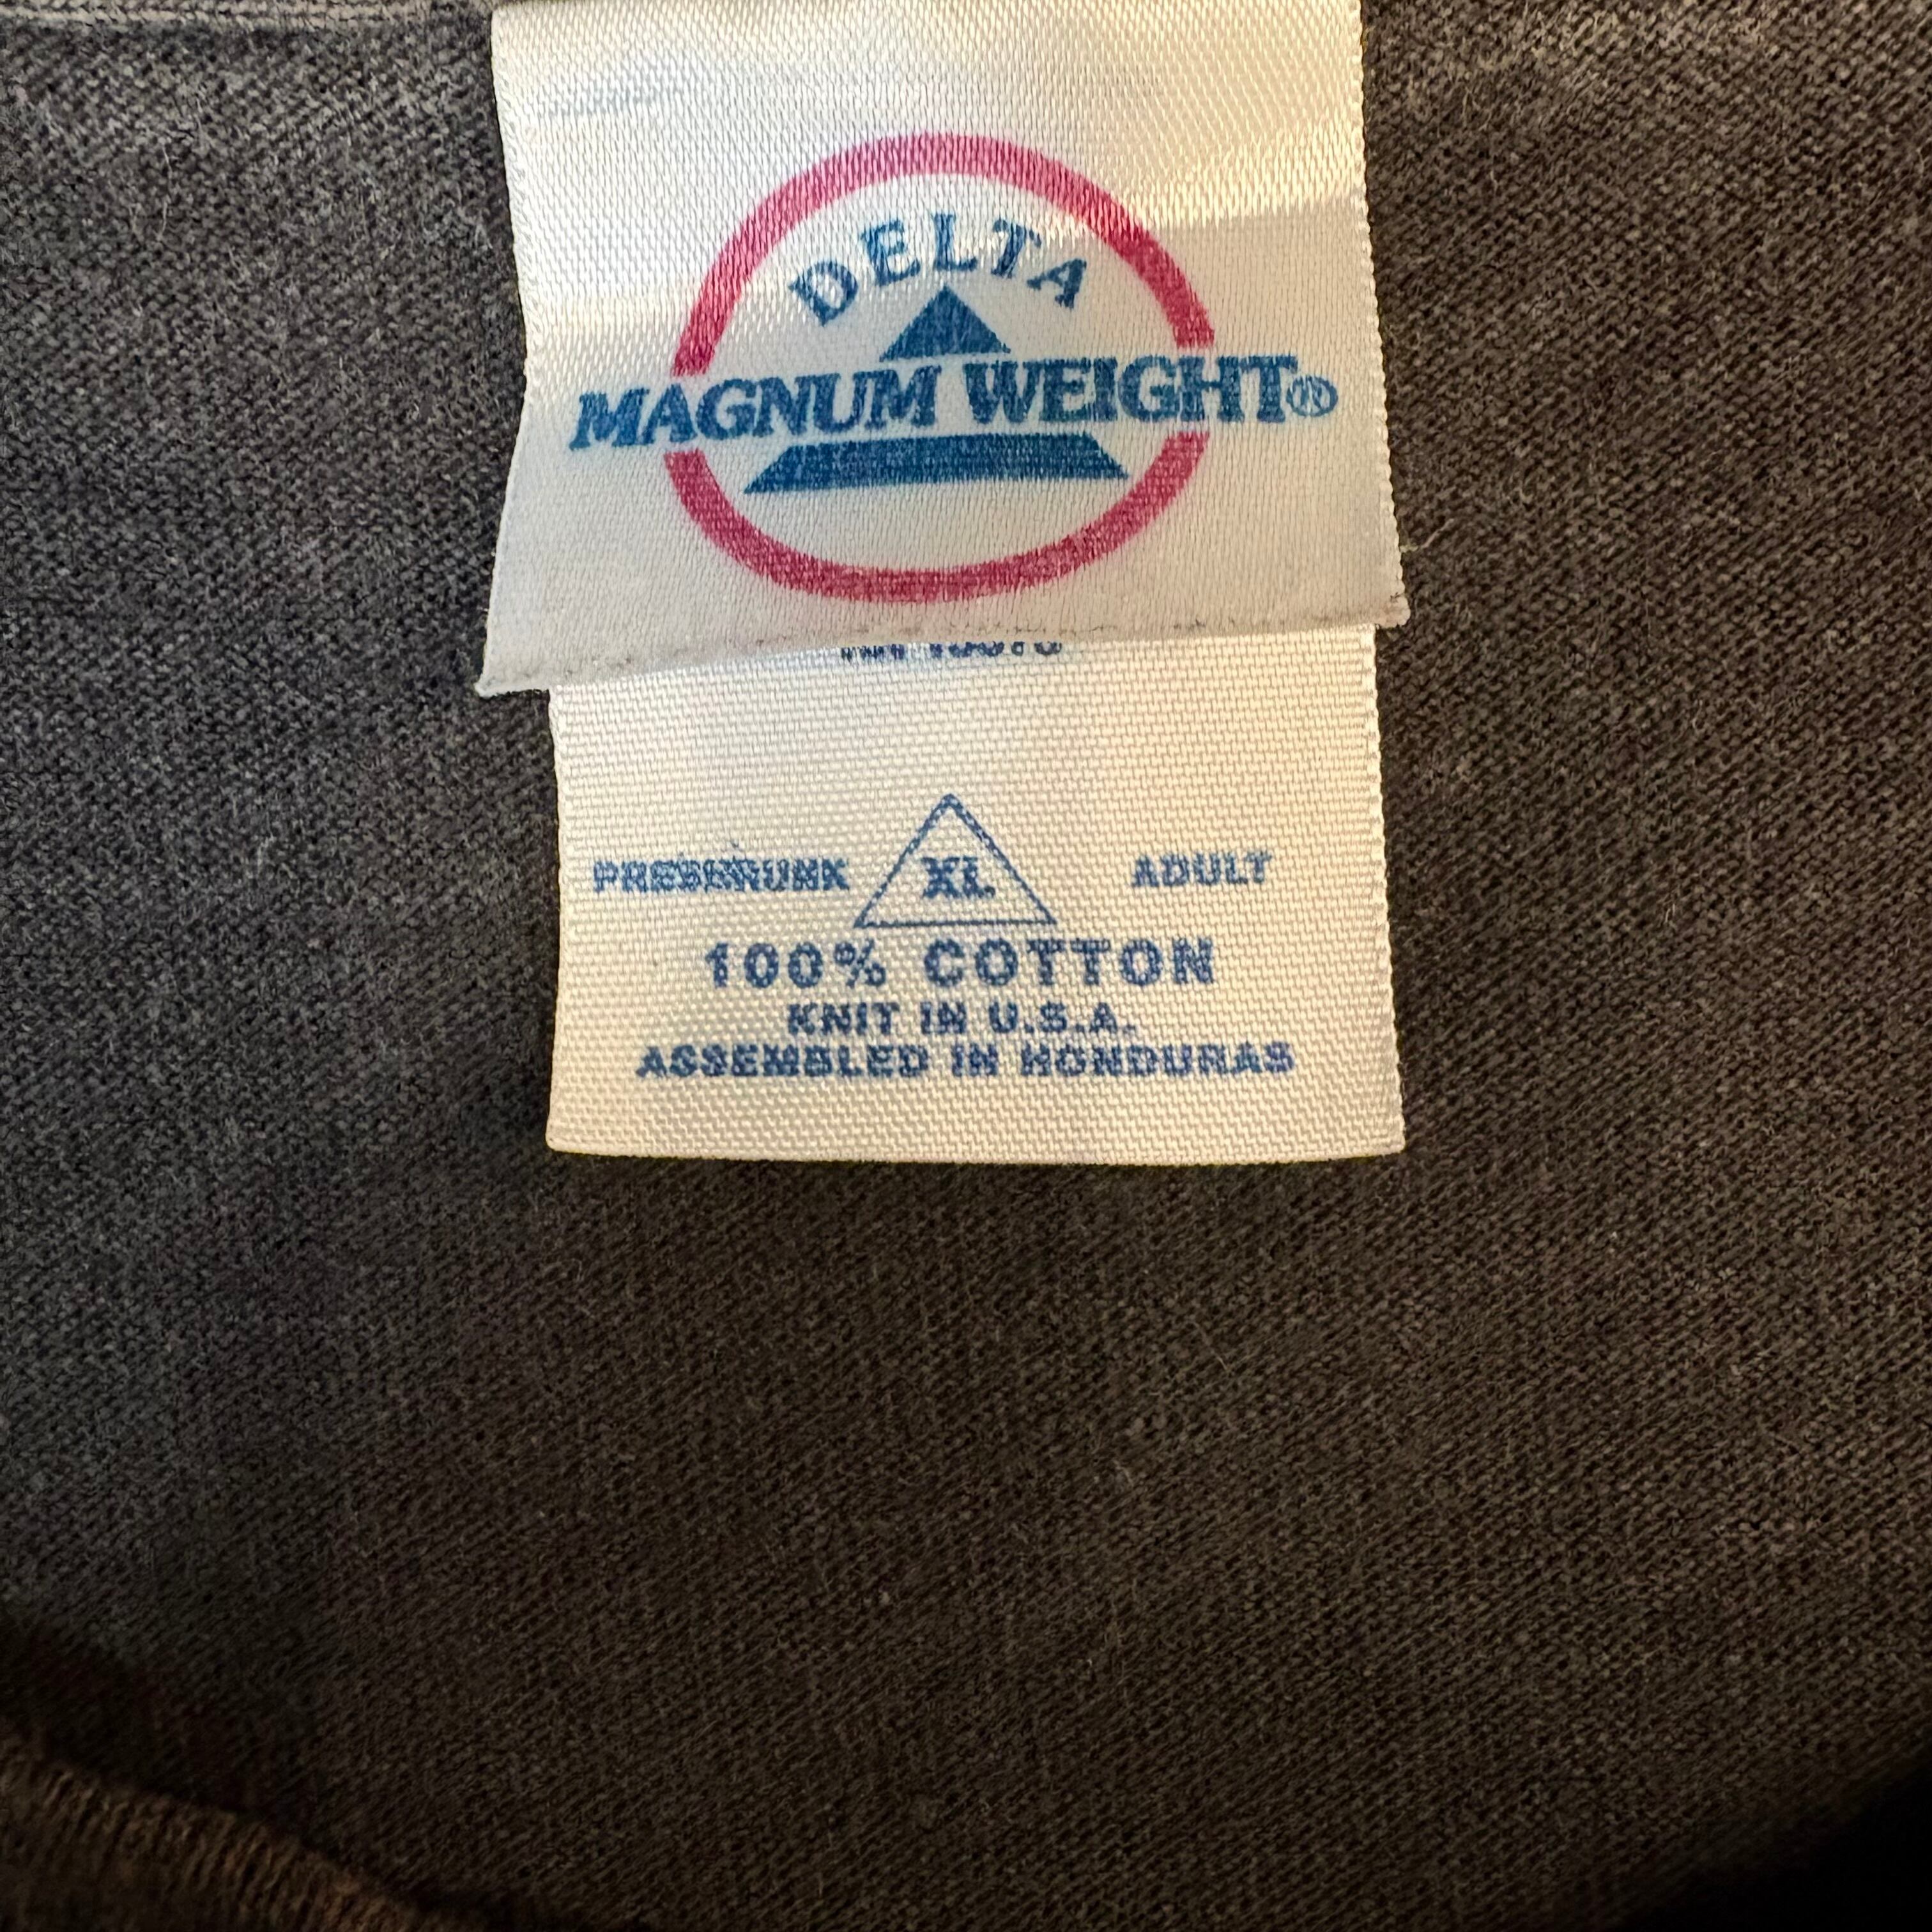 DELTA
MAGNUM WEIGHT®
PRESHRUNK XL ADULT
100% COTTON
KNIT IN U.S.A.
ASSEMBLED IN HONDURAS